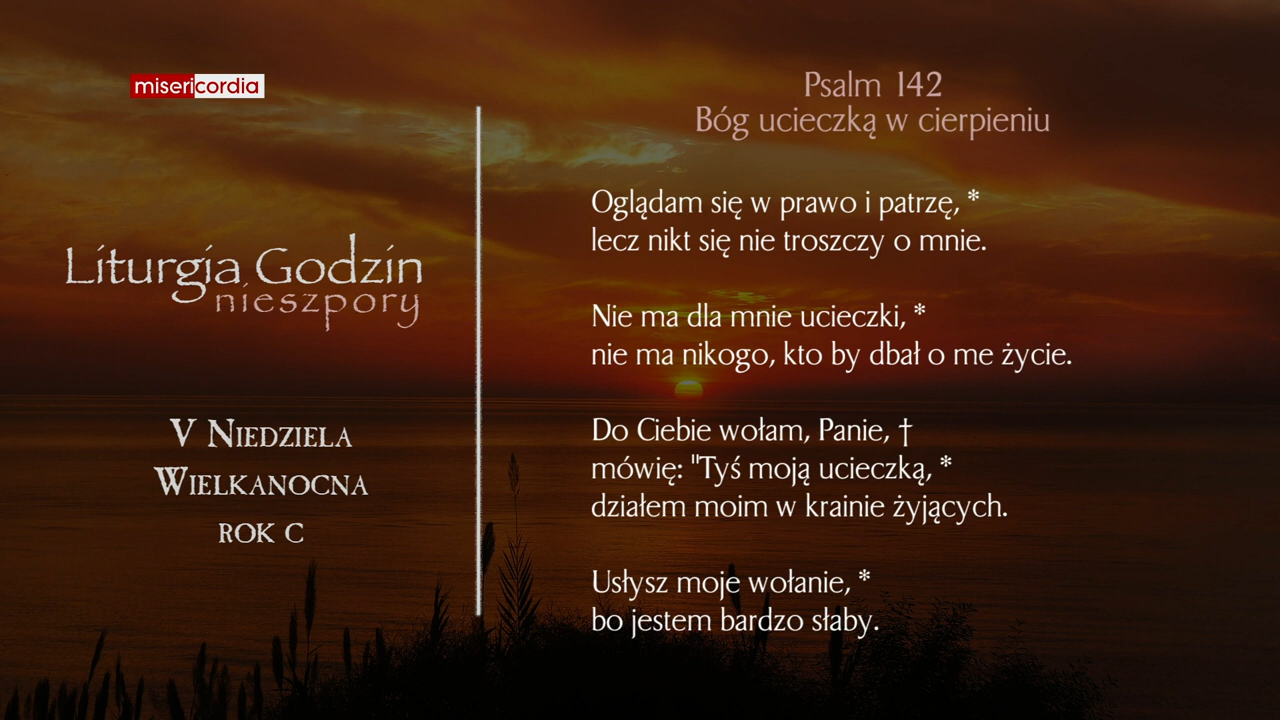 misericordia
Liturgia Godzin
nieszpory
V Niedziela
Wielkanocna
rok C
Psalm 142
Bóg ucieczką w cierpieniu
Oglądam się w prawo i patrzę, *
lecz nikt się nie troszczy o mnie.
Nie ma dla mnie ucieczki, *
nie ma nikogo, kto by dbał o me życie.
Do Ciebie wołam, Panie, †
mówię: "Tyś moją ucieczką, *
działem moim w krainie żyjących.
Usłysz moje wołanie, *
bo jestem bardzo słaby.